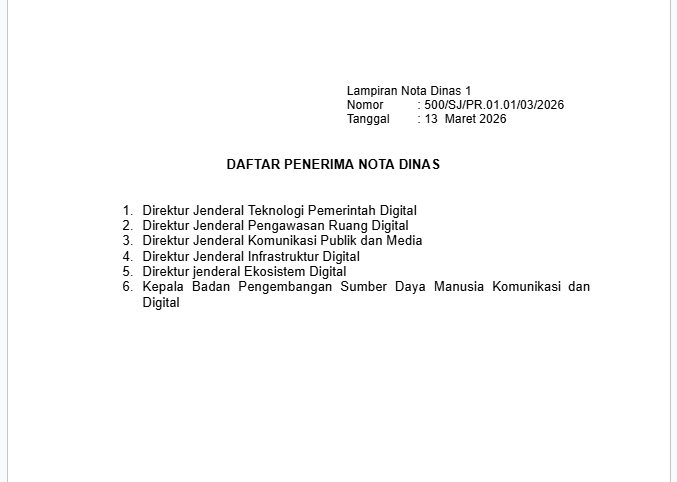 Lampiran Nota Dinas 1
Nomor : 500/SJ/PR.01.01/03/2026
Tanggal : 13 Maret 2026
DAFTAR PENERIMA NOTA DINAS
1. Direktur Jenderal Teknologi Pemerintah Digital
2. Direktur Jenderal Pengawasan Ruang Digital
3. Direktur Jenderal Komunikasi Publik dan Media
4. Direktur Jenderal Infrastruktur Digital
5. Direktur jenderal Ekosistem Digital
6. Kepala Badan Pengembangan Sumber Daya Manusia Komunikasi dan
Digital